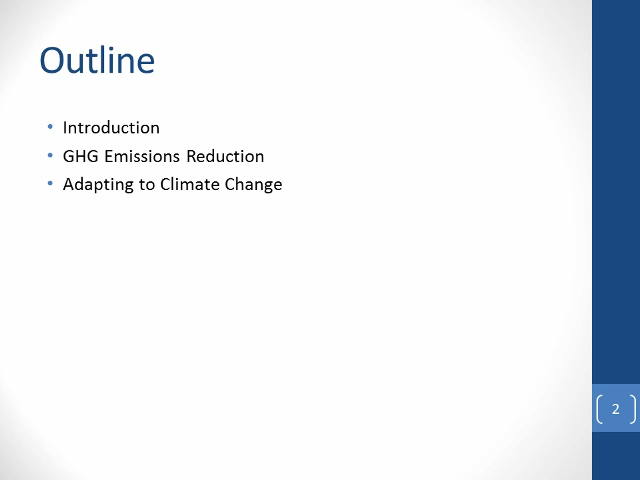 Outline
• Introduction
• GHG Emissions Reduction
• Adapting to Climate Change
2